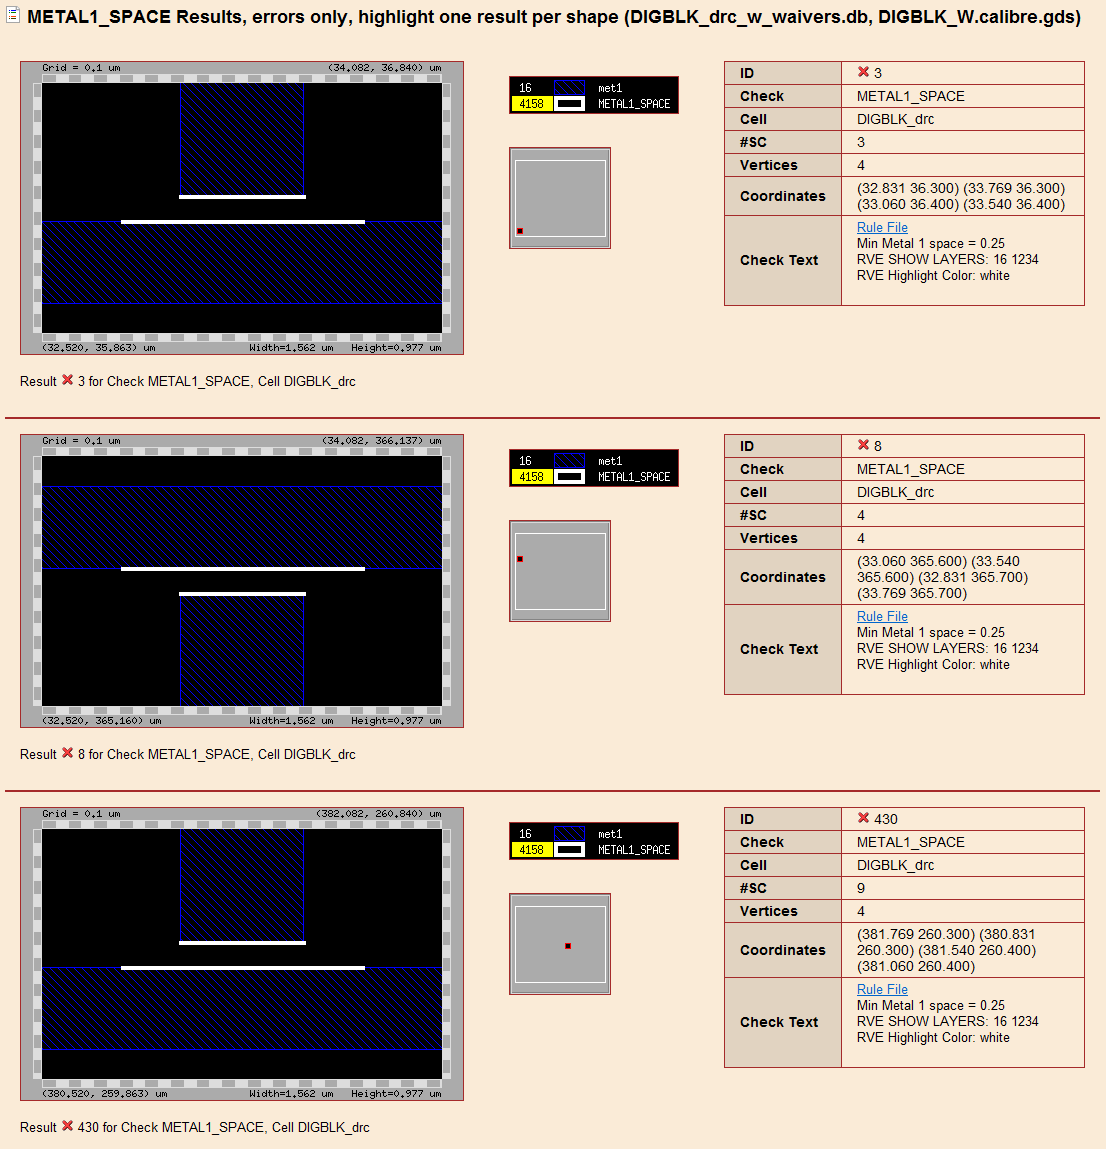 METAL1_SPACE Results, errors only, highlight one result per shape (DIGBLK_drc_w_waivers.db, DIGBLK_W.calibre.gds)
Grid = 0.1 um (34.082, 36.840) um
(32.520, 35.863) um Width=1.562 um Height=0.977 um
16 met1
4158 METAL1_SPACE
ID 3
Check METAL1_SPACE
Cell DIGBLK_drc
#SC 3
Vertices 4
Coordinates (32.831 36.300) (33.769 36.300)
(33.060 36.400) (33.540 36.400)
Check Text
Rule File
Min Metal 1 space = 0.25
RVE SHOW LAYERS: 16 1234
RVE Highlight Color: white
Result 3 for Check METAL1_SPACE, Cell DIGBLK_drc
Grid = 0.1 um (34.082, 366.137) um
(32.520, 365.160) um Width=1.562 um Height=0.977 um
16 met1
4158 METAL1_SPACE
ID 8
Check METAL1_SPACE
Cell DIGBLK_drc
#SC 4
Vertices 4
Coordinates (33.060 365.600) (33.540
365.600) (32.831 365.700)
(33.769 365.700)
Check Text
Rule File
Min Metal 1 space = 0.25
RVE SHOW LAYERS: 16 1234
RVE Highlight Color: white
Result 8 for Check METAL1_SPACE, Cell DIGBLK_drc
Grid = 0.1 um (382.082, 260.840) um
(380.520, 259.863) um Width=1.562 um Height=0.977 um
16 met1
4158 METAL1_SPACE
ID 430
Check METAL1_SPACE
Cell DIGBLK_drc
#SC 9
Vertices 4
Coordinates (381.769 260.300) (380.831
260.300) (381.540 260.400)
(381.060 260.400)
Check Text
Rule File
Min Metal 1 space = 0.25
RVE SHOW LAYERS: 16 1234
RVE Highlight Color: white
Result 430 for Check METAL1_SPACE, Cell DIGBLK_drc